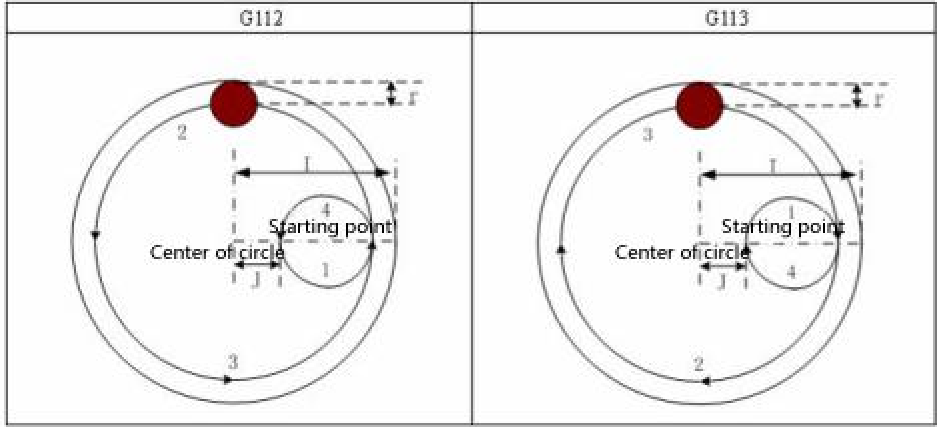 G112
G113
r
r
2
3
I
I
4
1
Starting point
Starting point
Center of circle
Center of circle
1
4
J
J
3
2